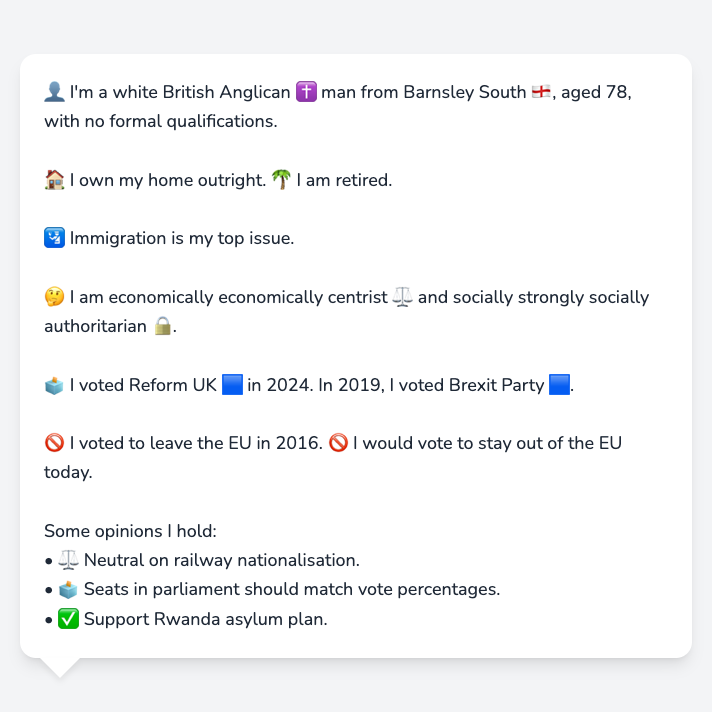 👤 I'm a white British Anglican ✝️ man from Barnsley South 🏴󠁧󠁢󠁥󠁮󠁧󠁿, aged 78,
with no formal qualifications.
🏠 I own my home outright. 🌴 I am retired.
🛂 Immigration is my top issue.
🤔 I am economically economically centrist ⚖️ and socially strongly socially
authoritarian 🔒.
🗳️ I voted Reform UK 🟦 in 2024. In 2019, I voted Brexit Party 🟦.
🚫 I voted to leave the EU in 2016. 🚫 I would vote to stay out of the EU
today.
Some opinions I hold:
• ⚖️ Neutral on railway nationalisation.
• 🗳️ Seats in parliament should match vote percentages.
• ✅ Support Rwanda asylum plan.